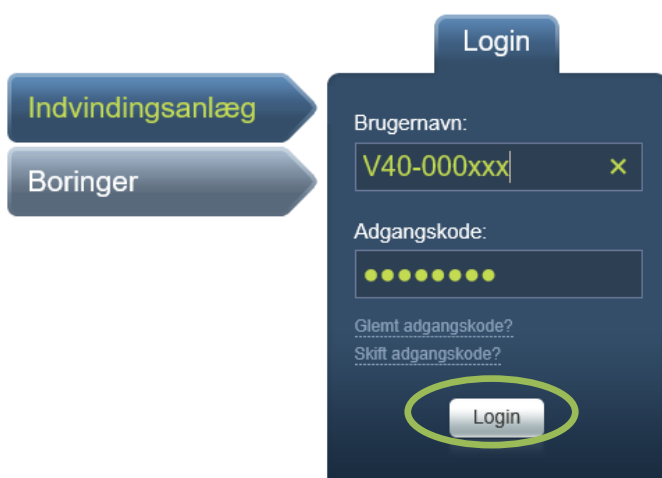 Login
Indvindingsanlæg
Boringer
Brugernavn:
V40-000xxx
Adgangskode:
Glemt adgangskode?
Skift adgangskode?
Login